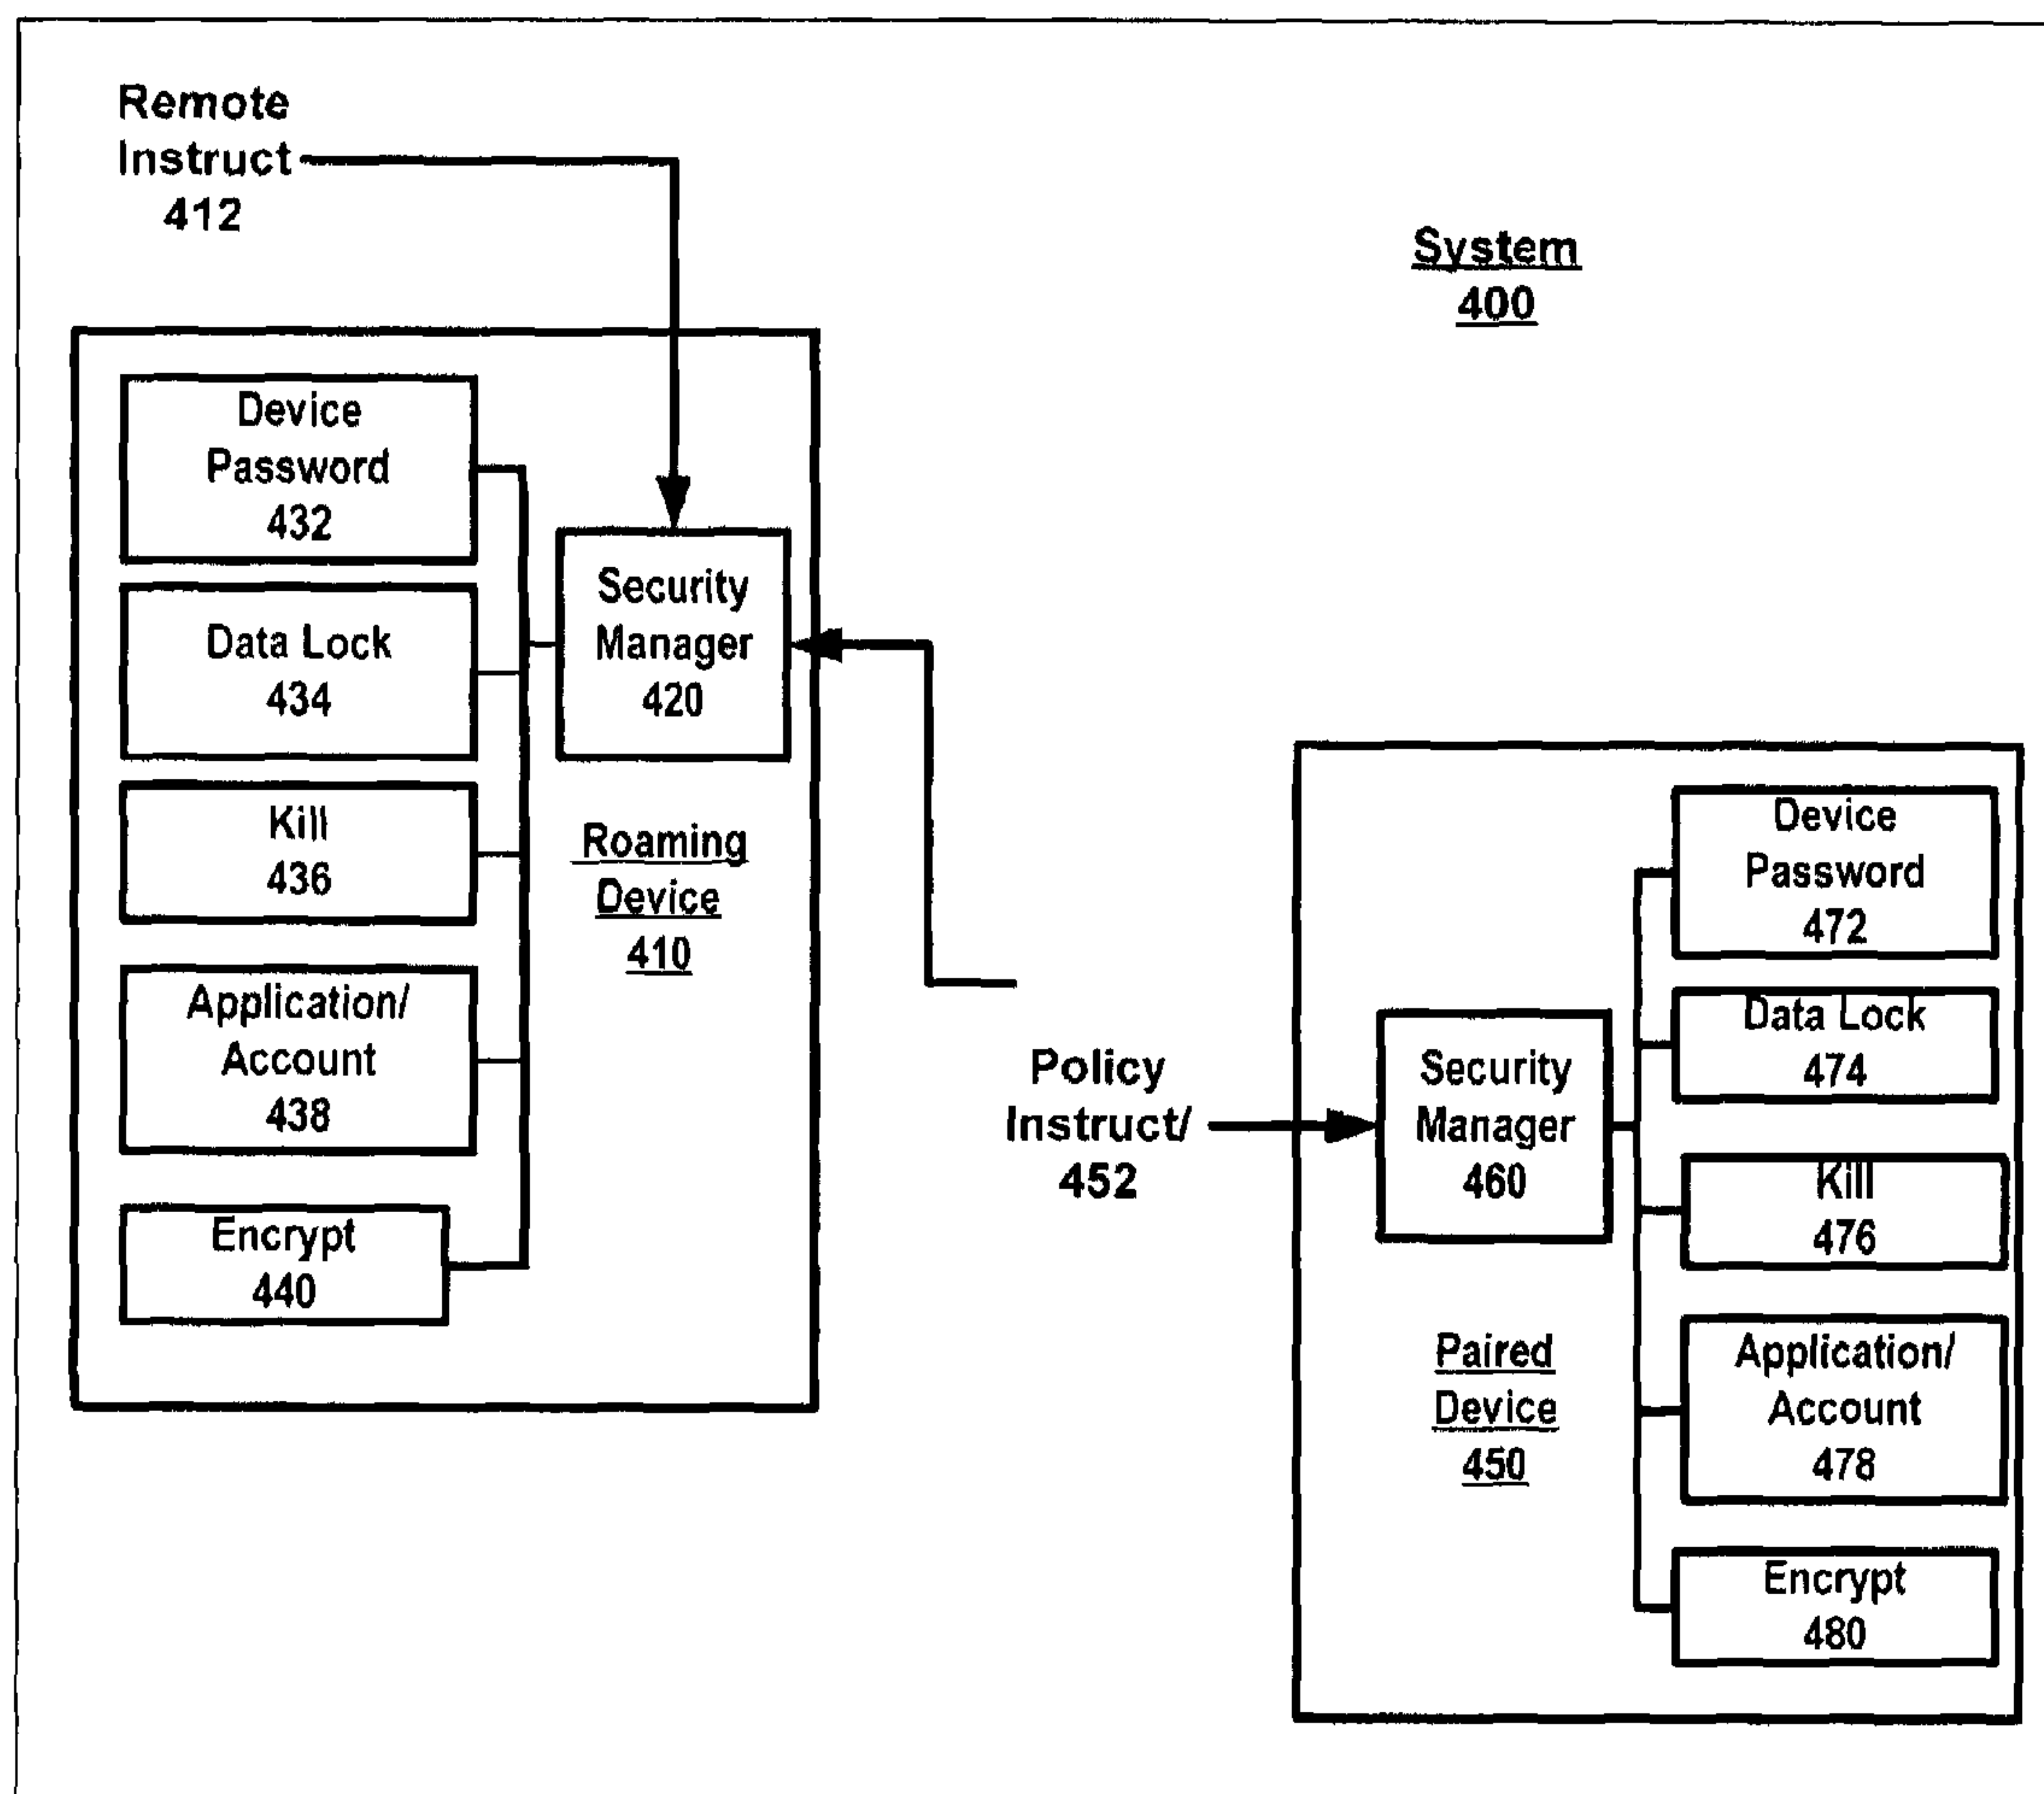 Remote
Instruct
412
System
400
Device
Password
432
Data Lock
434
Kill
436
Application/
Account
438
Encrypt
440
Security
Manager
420
Roaming
Device
410
Policy
Instruct/
452
Security
Manager
460
Paired
Device
450
Device
Password
472
Data Lock
474
Kill
476
Application/
Account
478
Encrypt
480